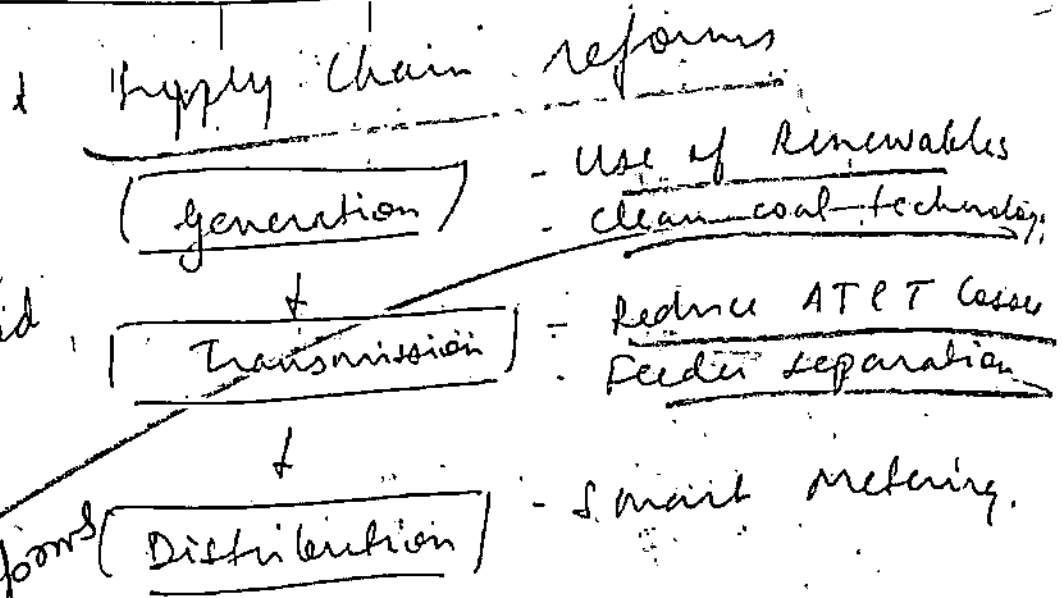 Supply Chain reforms
Generation
- Use of Renewables
- Clean coal technology
Transmission
- Reduce AT&T Losses
- Feeder separation
Distribution
- Smart Metering.